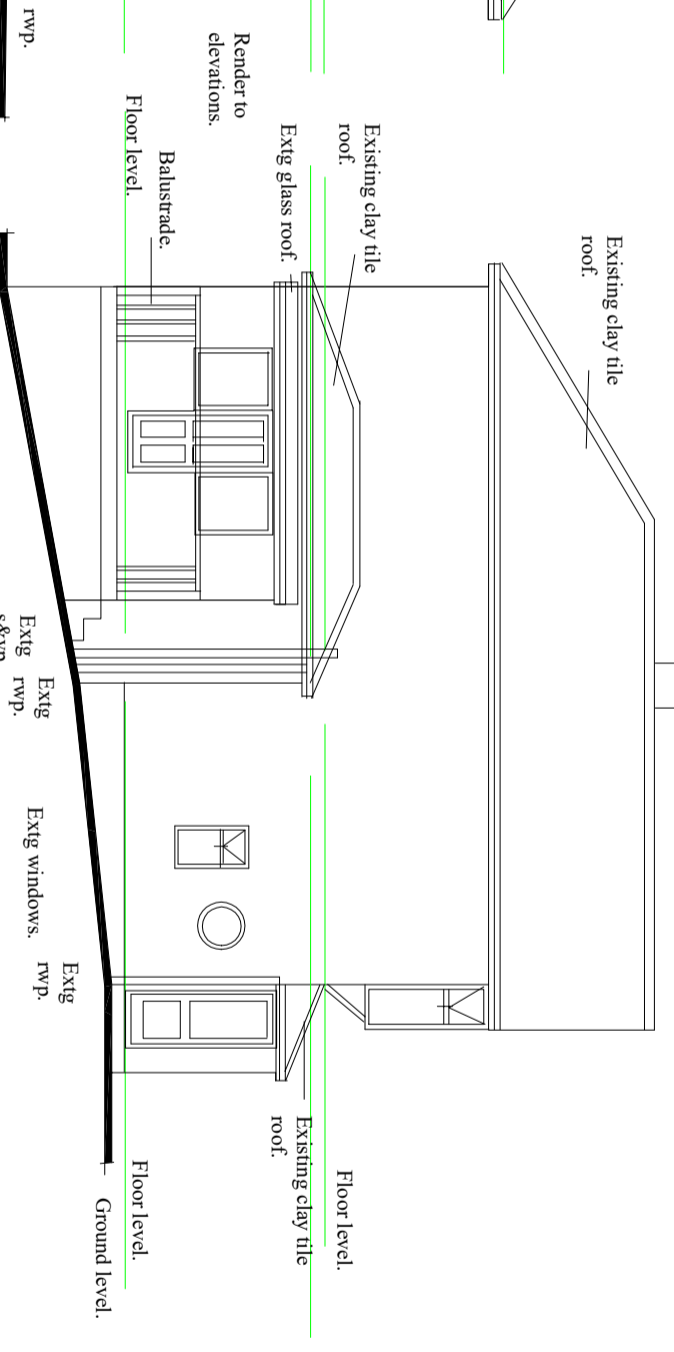 Existing clay tile
roof.
Existing clay tile
roof.
Extg glass roof.
Render to
elevations.
Balustrade.
Floor level.
rwp.
Floor level.
Existing clay tile
roof.
Floor level.
Ground level.
Extg
rwp.
Extg windows.
Extg
rwp.
Extg